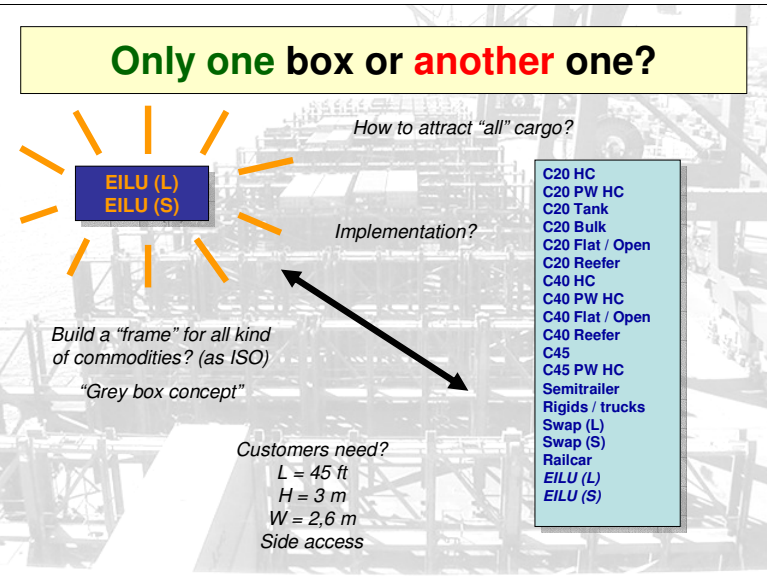 Only one box or another one?
How to attract “all” cargo?
EILU (L)
EILU (S)
Implementation?
Build a “frame” for all kind
of commodities? (as ISO)
“Grey box concept”
Customers need?
L = 45 ft
H = 3 m
W = 2,6 m
Side access
C20 HC
C20 PW HC
C20 Tank
C20 Bulk
C20 Flat / Open
C20 Reefer
C40 HC
C40 PW HC
C40 Flat / Open
C40 Reefer
C45
C45 PW HC
Semitrailer
Rigids / trucks
Swap (L)
Swap (S)
Railcar
EILU (L)
EILU (S)